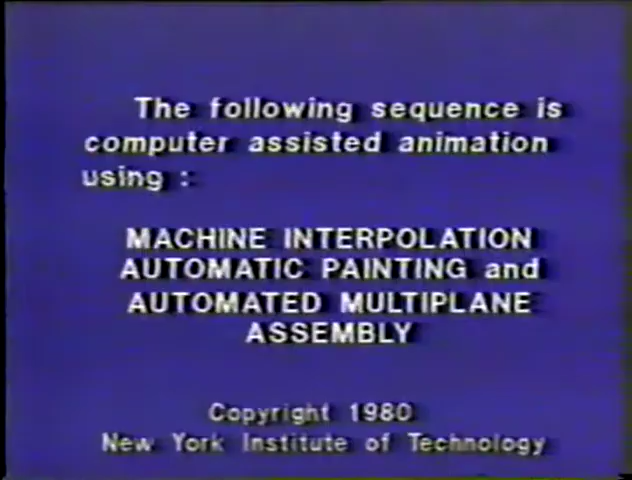 The following sequence is
computer assisted animation
using :
MACHINE INTERPOLATION
AUTOMATIC PAINTING and
AUTOMATED MULTIPLANE
ASSEMBLY
Copyright 1980
New York Institute of Technology